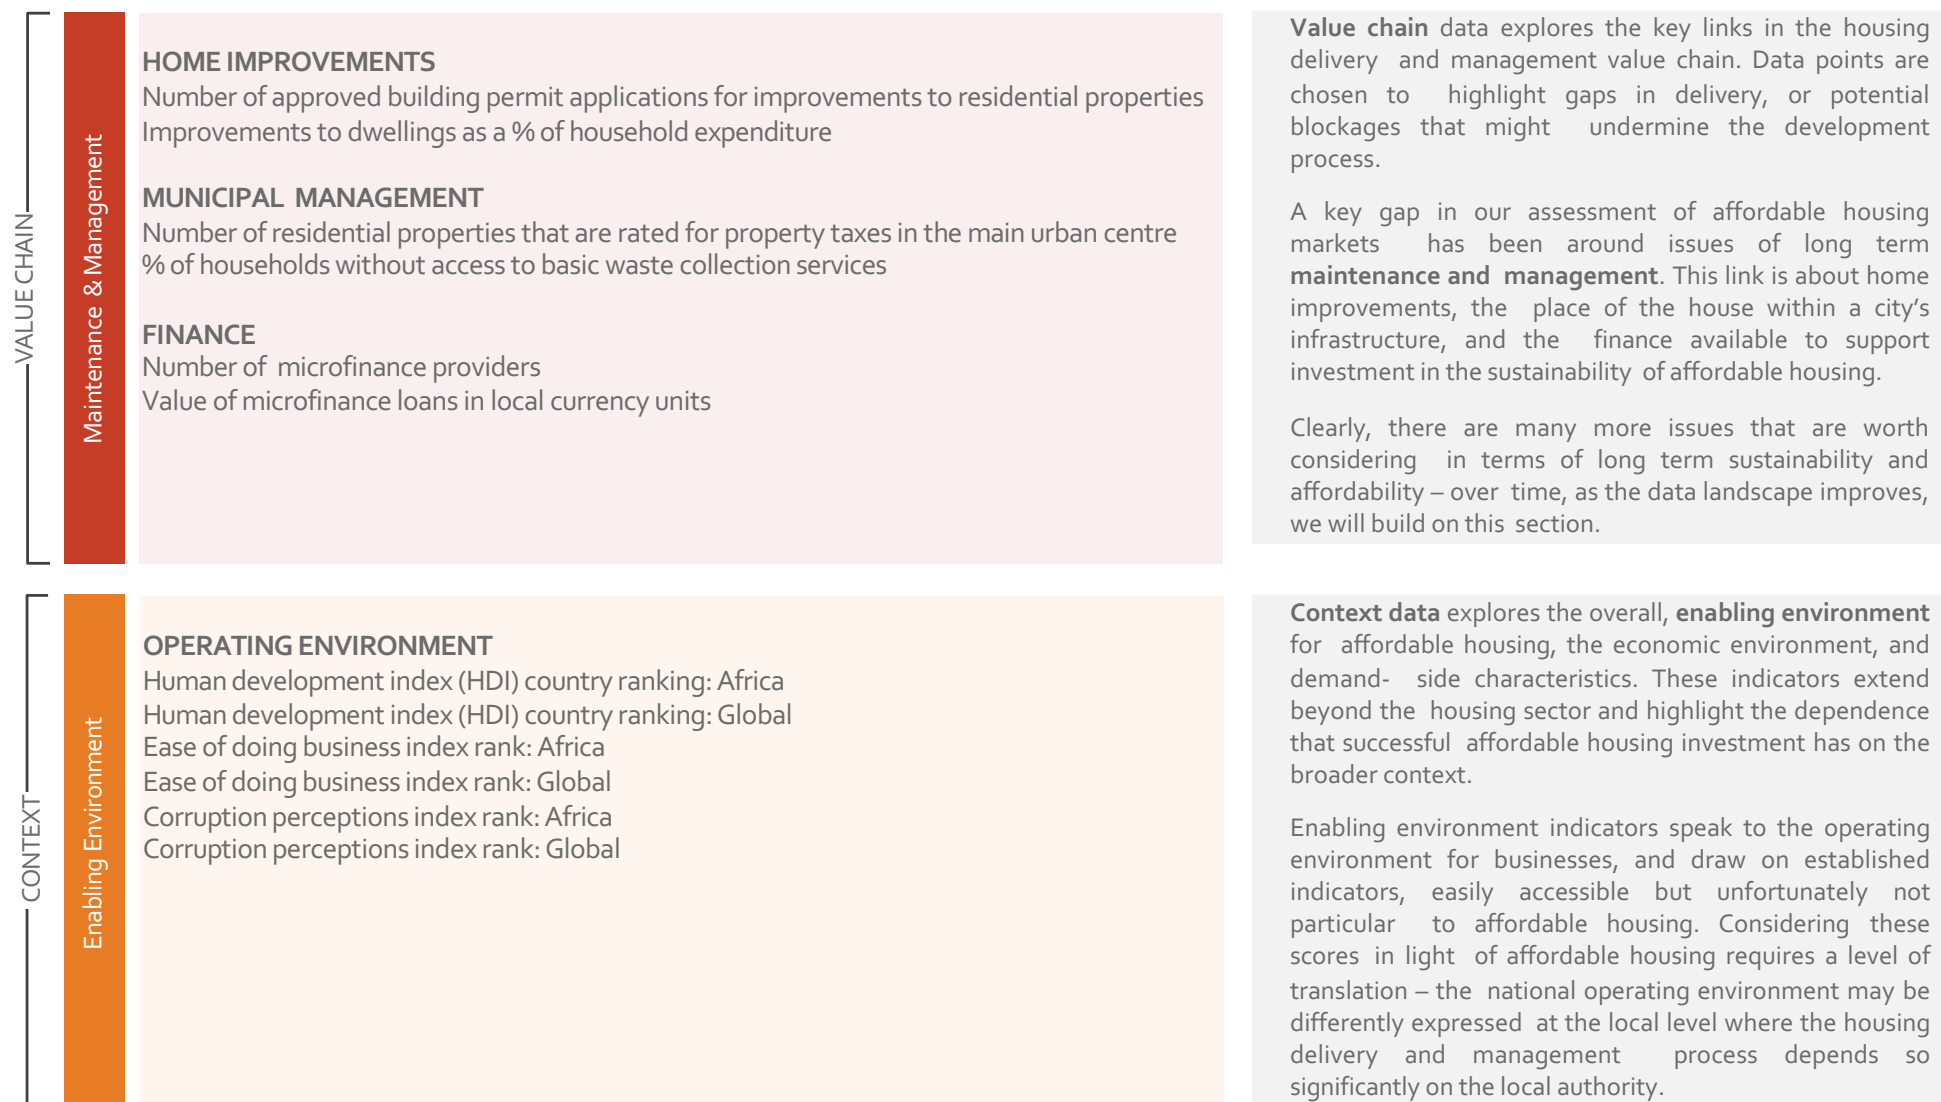 VALUE CHAIN
Maintenance & Management
HOME IMPROVEMENTS
Number of approved building permit applications for improvements to residential properties
Improvements to dwellings as a % of household expenditure
MUNICIPAL MANAGEMENT
Number of residential properties that are rated for property taxes in the main urban centre
% of households without access to basic waste collection services
FINANCE
Number of microfinance providers
Value of microfinance loans in local currency units
Value chain data explores the key links in the housing
delivery and management value chain. Data points are
chosen to highlight gaps in delivery, or potential
blockages that might undermine the development
process.
A key gap in our assessment of affordable housing
markets has been around issues of long term
maintenance and management. This link is about home
improvements, the place of the house within a city's
infrastructure, and the finance available to support
investment in the sustainability of affordable housing.
Clearly, there are many more issues that are worth
considering in terms of long term sustainability and
affordability – over time, as the data landscape improves,
we will build on this section.
CONTEXT
Enabling Environment
OPERATING ENVIRONMENT
Human development index (HDI) country ranking: Africa
Human development index (HDI) country ranking: Global
Ease of doing business index rank: Africa
Ease of doing business index rank: Global
Corruption perceptions index rank: Africa
Corruption perceptions index rank: Global
Context data explores the overall, enabling environment
for affordable housing, the economic environment, and
demand- side characteristics. These indicators extend
beyond the housing sector and highlight the dependence
that successful affordable housing investment has on the
broader context.
Enabling environment indicators speak to the operating
environment for businesses, and draw on established
indicators, easily accessible but unfortunately not
particular to affordable housing. Considering these
scores in light of affordable housing requires a level of
translation – the national operating environment may be
differently expressed at the local level where the housing
delivery and management process depends so
significantly on the local authority.